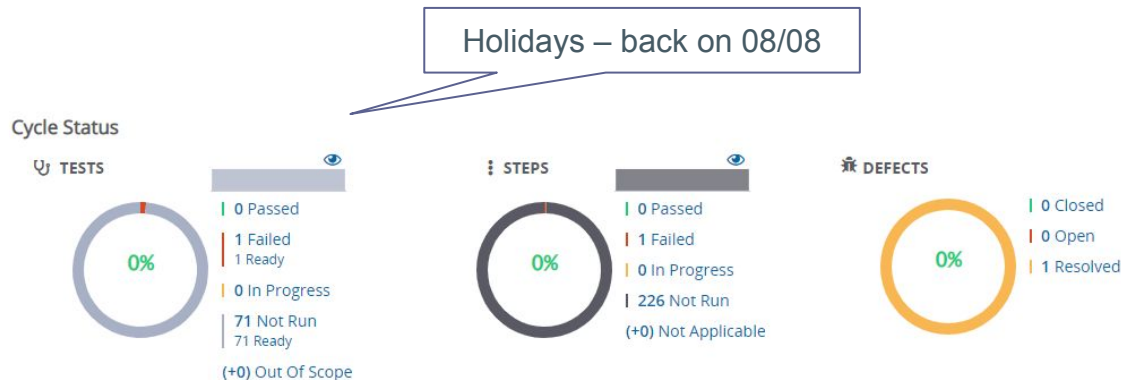 Holidays – back on 08/08
Cycle Status
TESTS
0%
0 Passed
1 Failed
1 Ready
0 In Progress
71 Not Run
71 Ready
(+0) Out Of Scope
STEPS
0%
0 Passed
1 Failed
0 In Progress
226 Not Run
(+0) Not Applicable
DEFECTS
0%
0 Closed
0 Open
1 Resolved